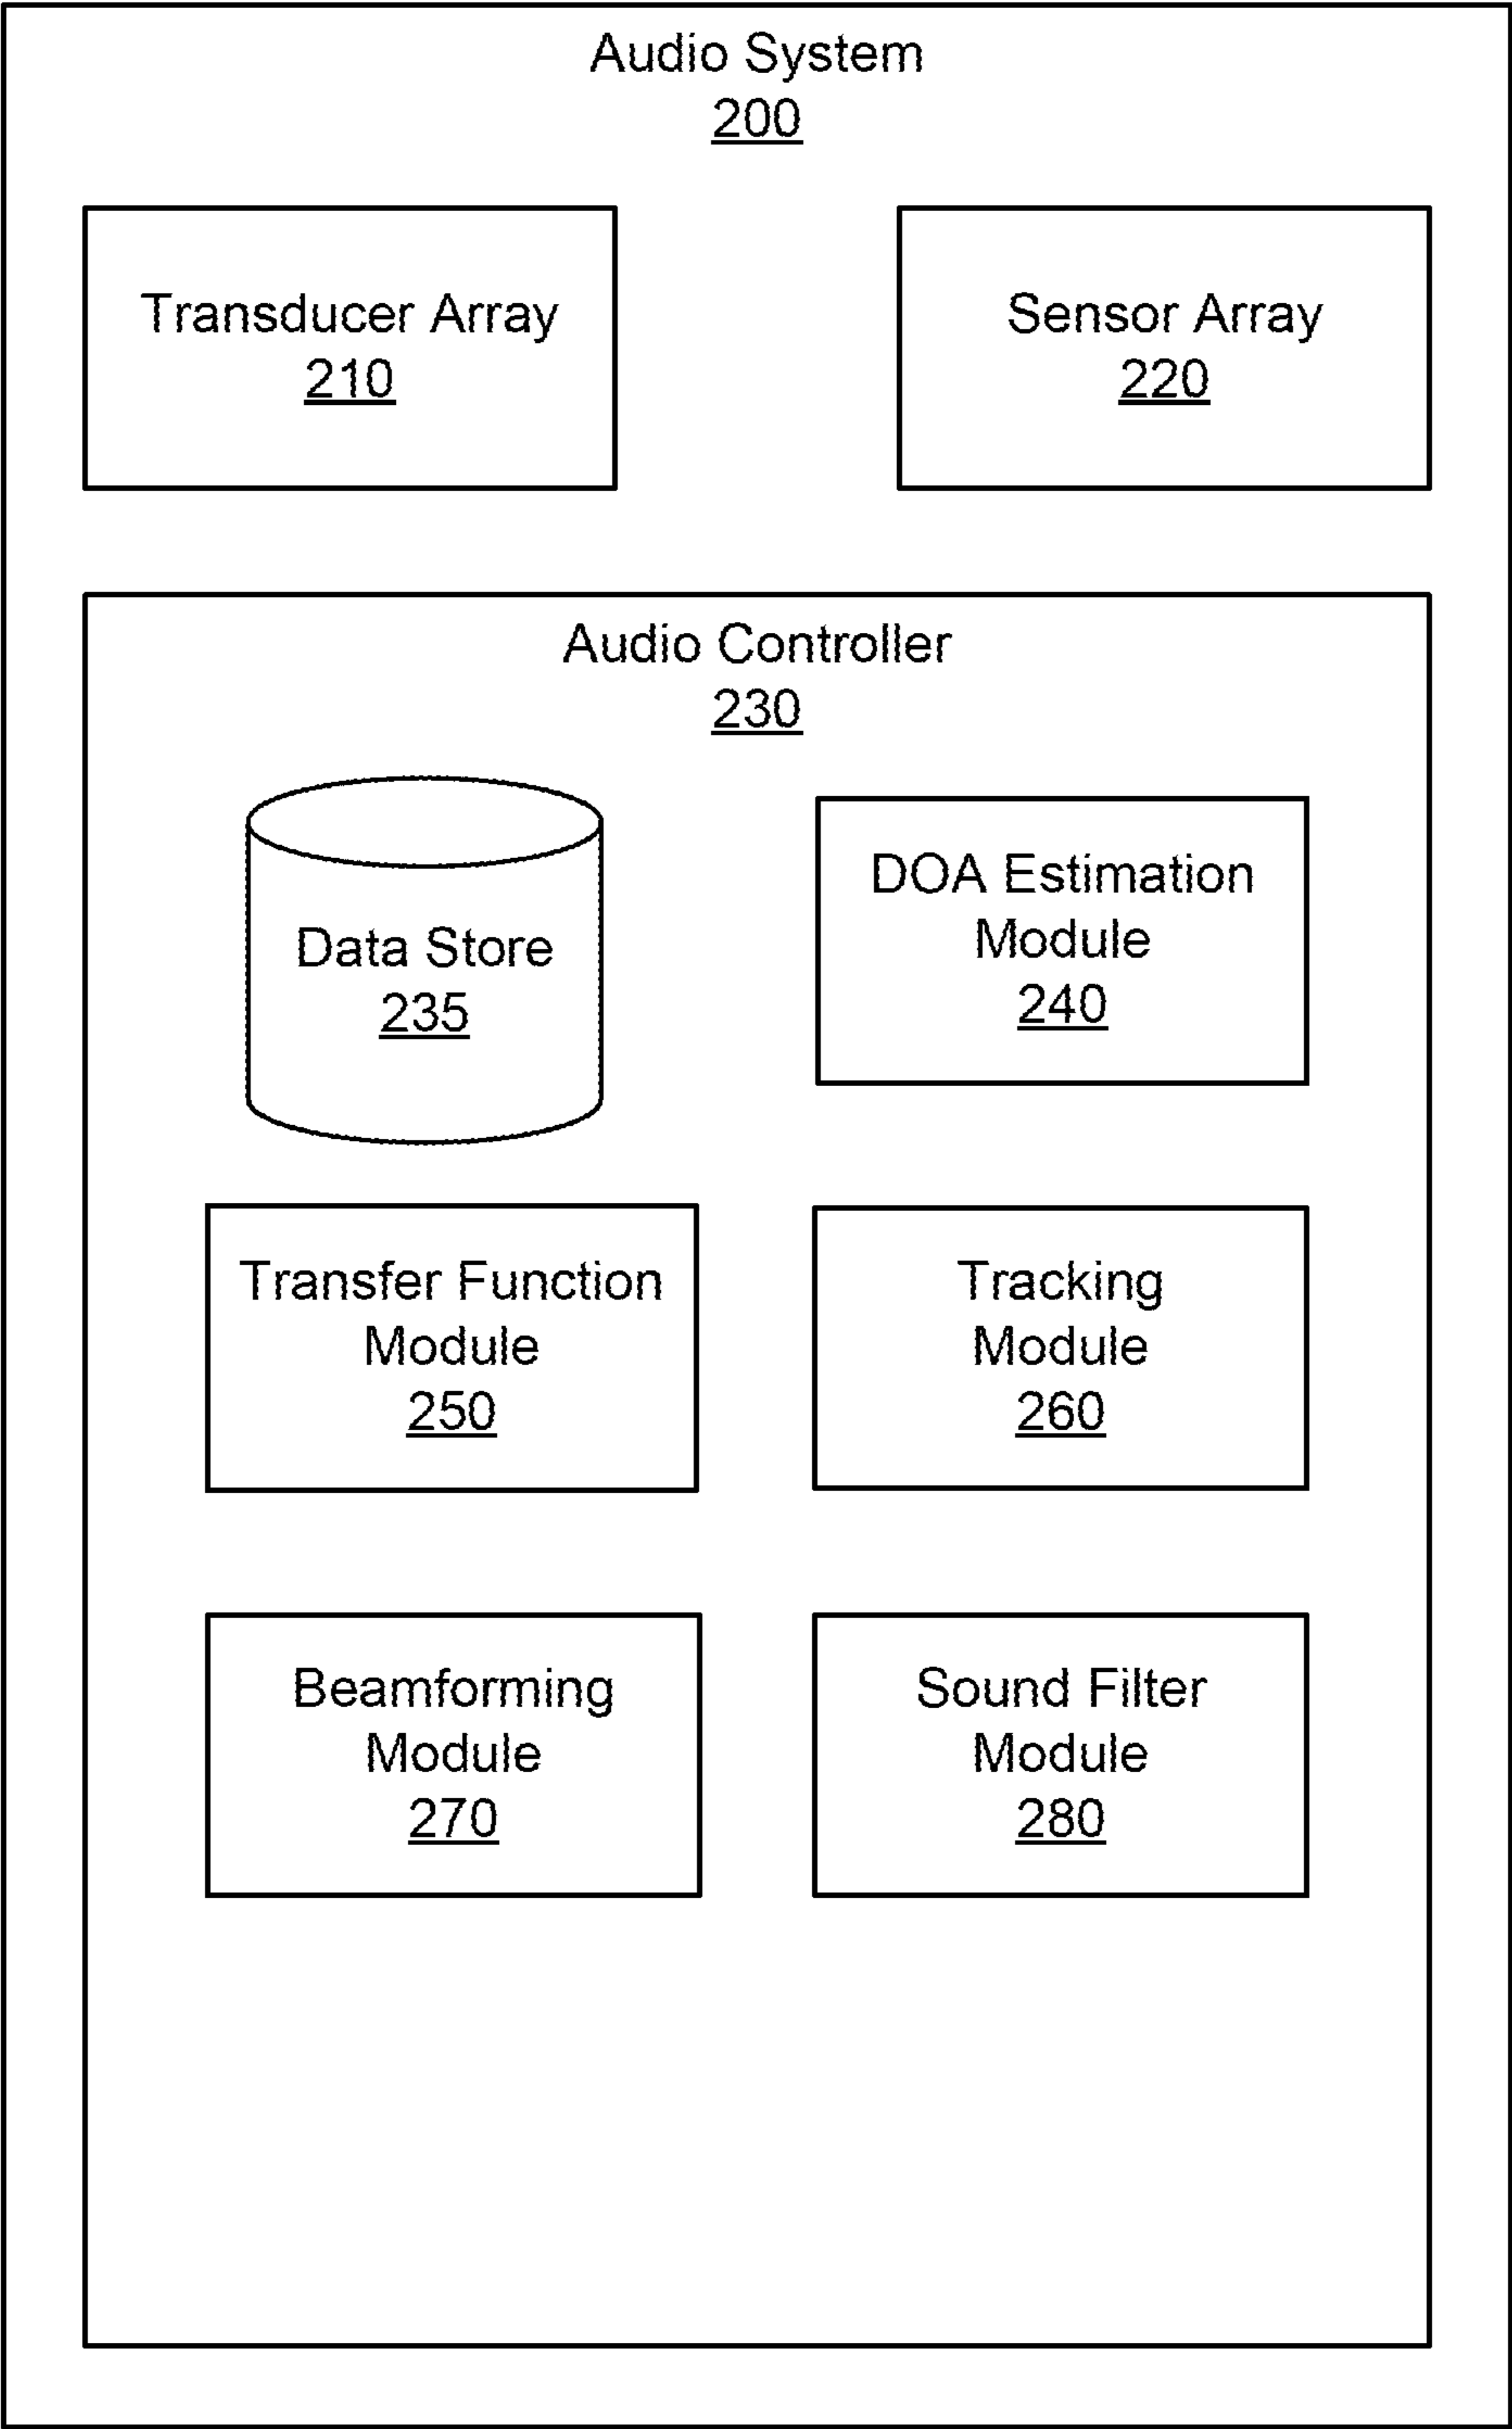 Audio System
200
Transducer Array
210
Sensor Array
220
Audio Controller
230
Data Store
235
DOA Estimation
Module
240
Transfer Function
Module
250
Tracking
Module
260
Beamforming
Module
270
Sound Filter
Module
280